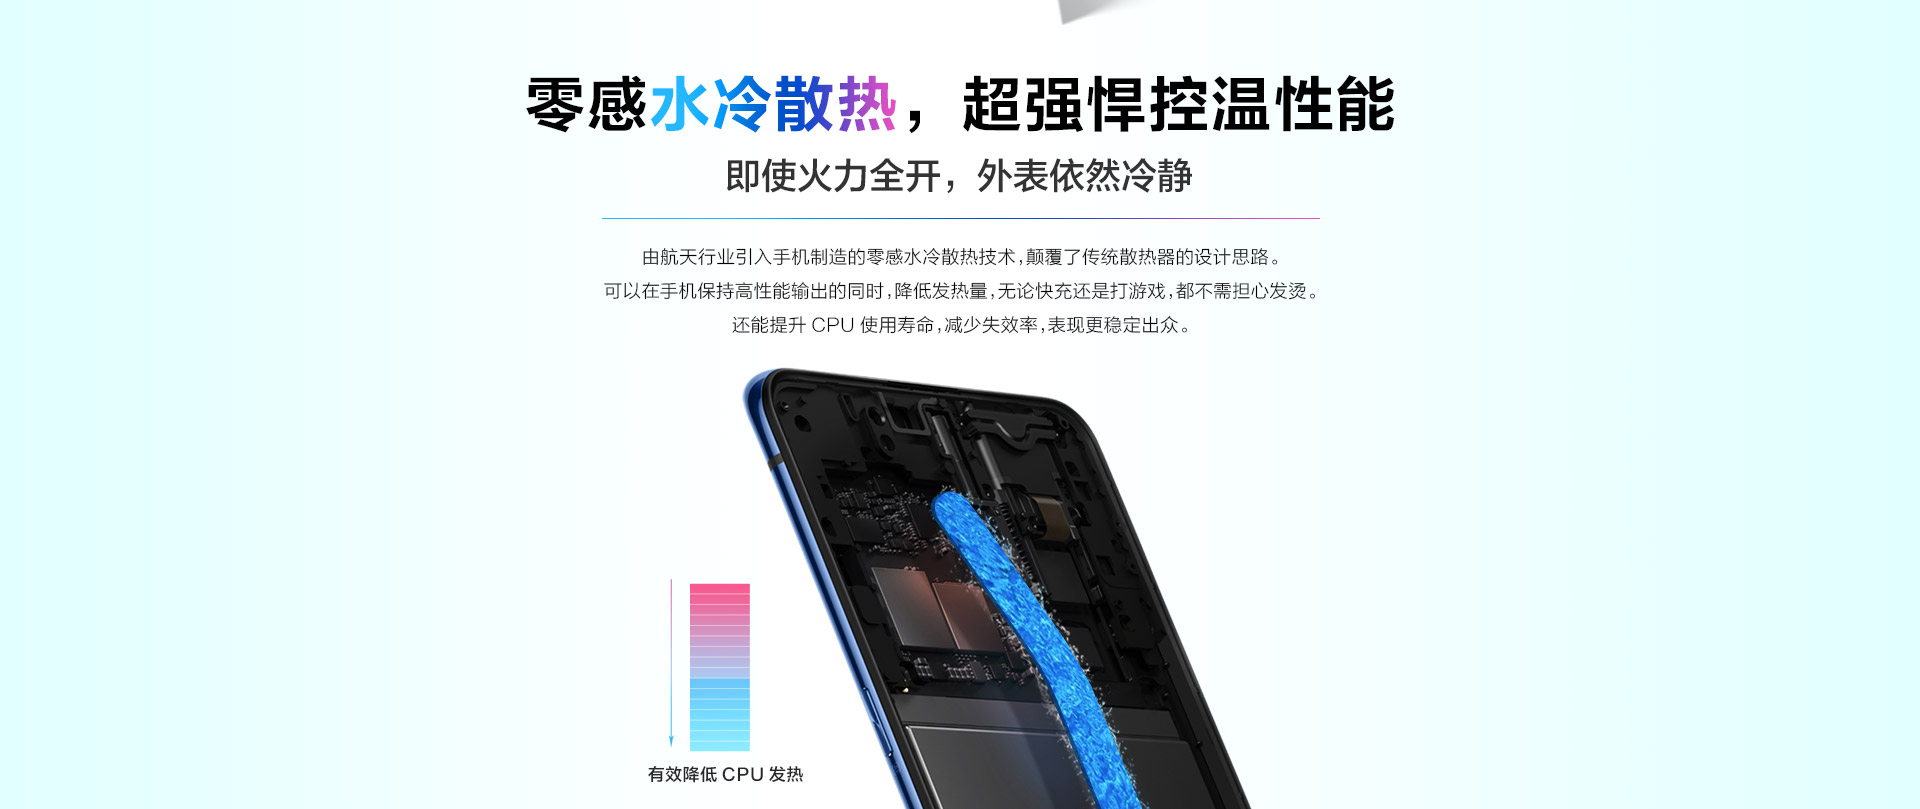 零感水冷散热，超强悍控温性能
即使火力全开，外表依然冷静
由航天行业引入手机制造的零感水冷散热技术，颠覆了传统散热器的设计思路。
可以在手机保持高性能输出的同时，降低发热量，无论快充还是打游戏，都不需担心发烫。
还能提升 CPU 使用寿命，减少失效率，表现更稳定出众。
有效降低 CPU 发热